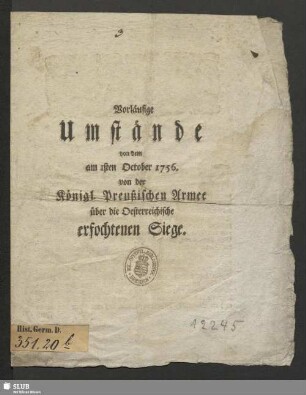 Vorläufige
Umstände
von dem
am 1sten October 1756.
von der
Königl. Preußischen Armee
über die Oesterreichische
erfochtenen Siege.
Hist. Germ. D.
351.20
12245
SLUB